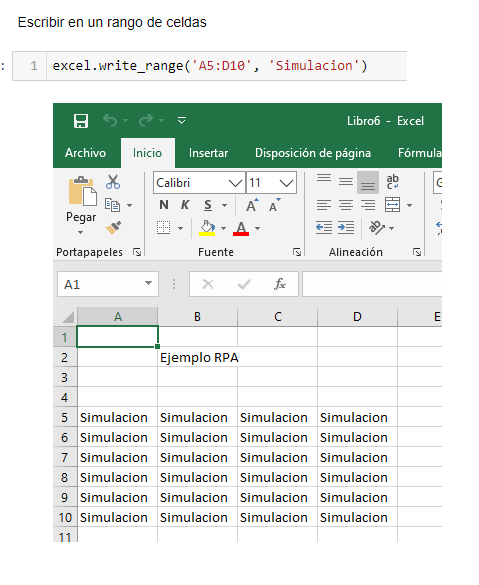 Escribir en un rango de celdas
: 1 excel.write_range('A5:D10', 'Simulacion')
Libro6 - Excel
Archivo Inicio Insertar Disposición de página Fórmula
Pegar
Calibri 11
N K S A A
ab
G
A
Portapapeles Fuente Alineación
A1 fx
A B C D E
1
2 Ejemplo RPA
3
4
5 Simulacion Simulacion Simulacion Simulacion
6 Simulacion Simulacion Simulacion Simulacion
7 Simulacion Simulacion Simulacion Simulacion
8 Simulacion Simulacion Simulacion Simulacion
9 Simulacion Simulacion Simulacion Simulacion
10 Simulacion Simulacion Simulacion Simulacion
11